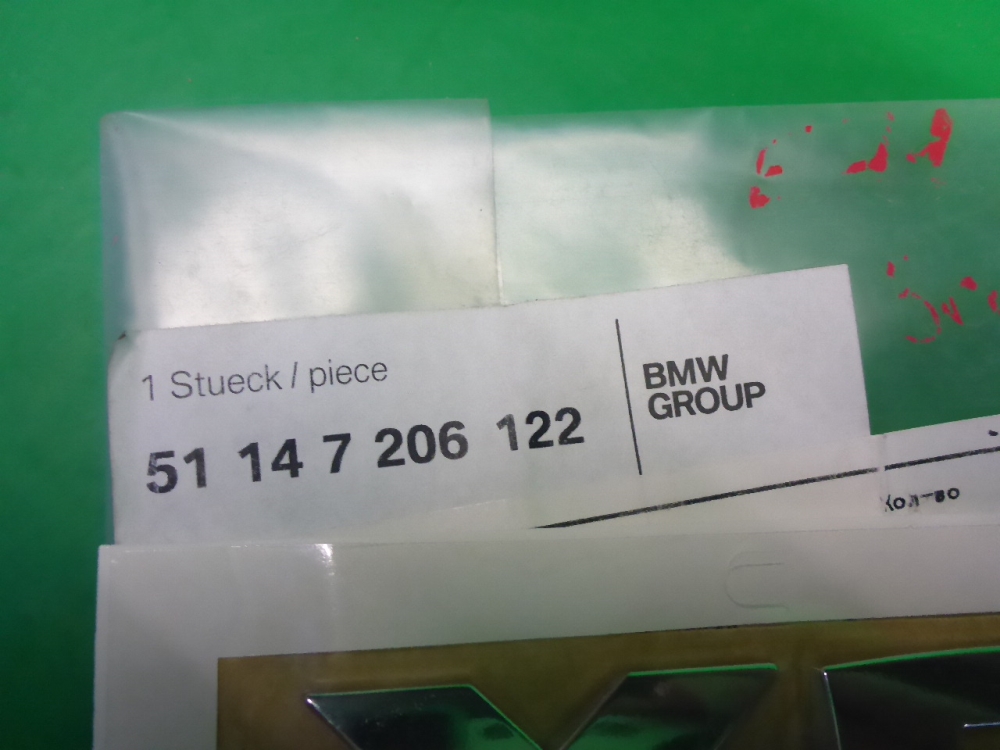 1 Stueck / piece
51 14 7 206 122
BMW
GROUP
Кол-во